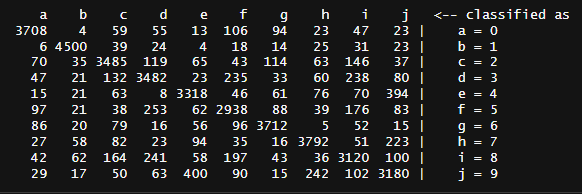 a b c d e f g h i j <-- classified as
3708 4 59 55 13 106 94 23 47 23 | a = 0
6 4500 39 24 4 18 14 25 31 23 | b = 1
70 35 3485 119 65 43 114 63 146 37 | c = 2
47 21 132 3482 23 235 33 60 238 80 | d = 3
15 21 63 8 3318 46 61 76 70 394 | e = 4
97 21 38 253 62 2938 88 39 176 83 | f = 5
86 20 79 16 56 96 3712 5 52 15 | g = 6
27 58 82 23 94 35 16 3792 51 223 | h = 7
42 62 164 241 58 197 43 36 3120 100 | i = 8
29 17 50 63 400 90 15 242 102 3180 | j = 9